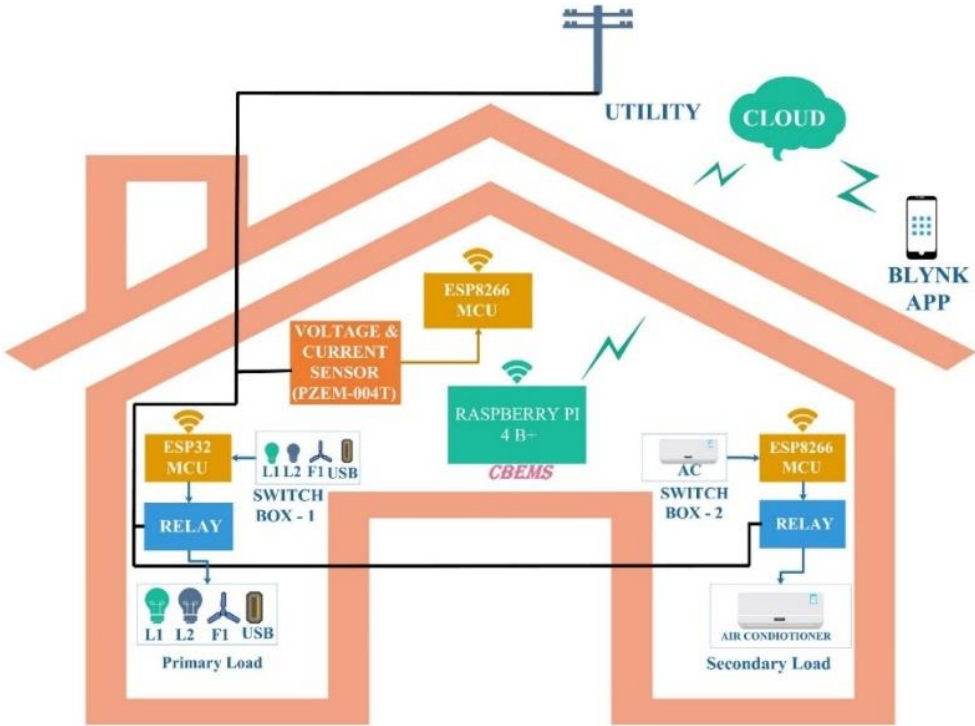 UTILITY
CLOUD
BLYNK
APP
ESP8266
MCU
VOLTAGE &
CURRENT
SENSOR
(PZEM-004T)
RASPBERRY PI
4 B+
CBEMS
ESP32
MCU
L1 L2 F1 USB
SWITCH
BOX - 1
RELAY
L1 L2 F1 USB
Primary Load
AC
SWITCH
BOX - 2
ESP8266
MCU
RELAY
AIR CONDIOTIONER
Secondary Load